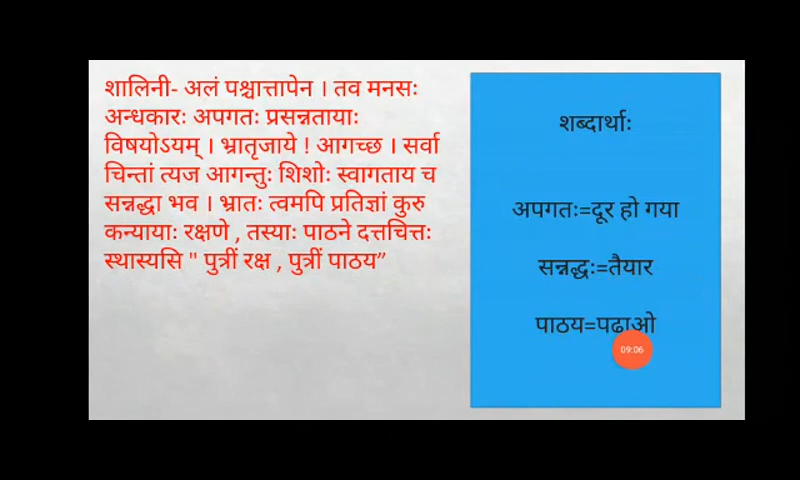 शालिनी- अलं पश्चात्तापेन । तव मनसः
अन्धकारः अपगतः प्रसन्नतायाः
विषयोऽयम् । भ्रातृजाये ! आगच्छ । सर्वा
चिन्तां त्यज आगन्तुः शिशोः स्वागताय च
सन्नद्धा भव । भ्रातः त्वमपि प्रतिज्ञां कुरु
कन्यायाः रक्षणे , तस्याः पाठने दत्तचित्तः
स्थास्यसि " पुत्रीं रक्ष , पुत्रीं पाठय”
शब्दार्थाः
अपगतः=दूर हो गया
सन्नद्धः=तैयार
पाठय=पढाओ
09:06